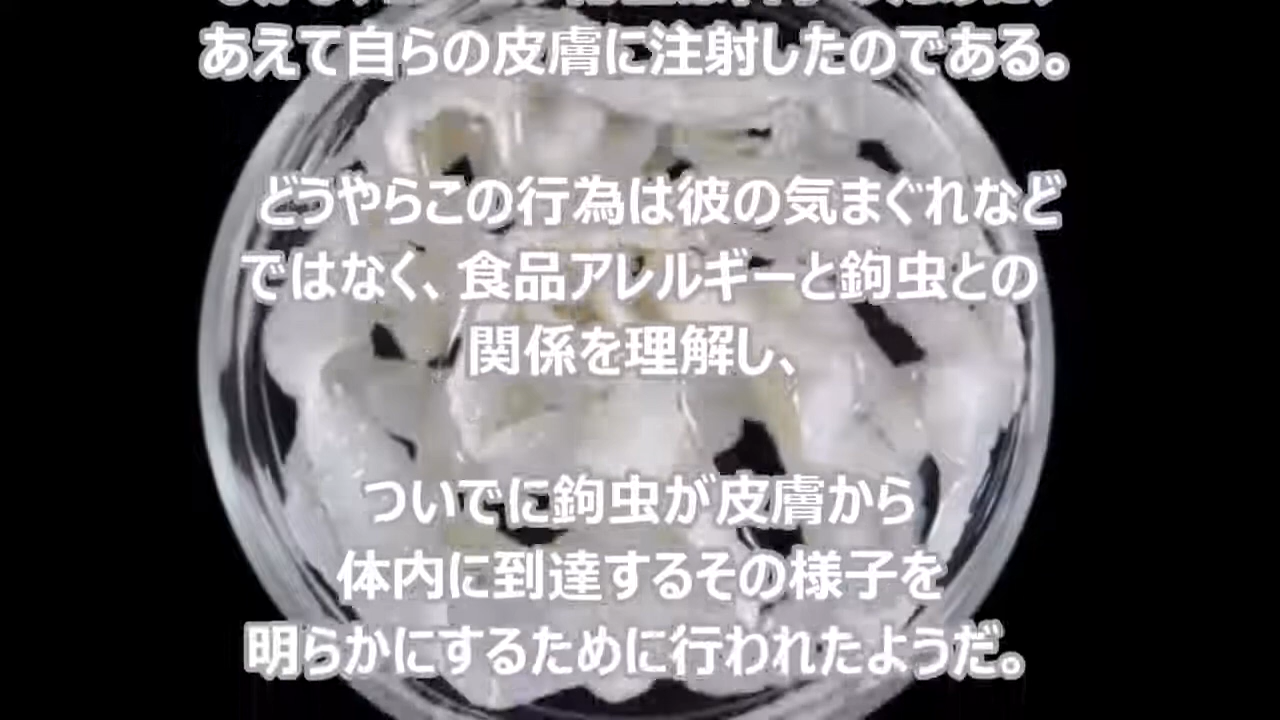 あえて自らの皮膚に注射したのである。
どうやらこの行為は彼の気まぐれなど
ではなく、食品アレルギーと鉤虫との
関係を理解し、
ついでに鉤虫が皮膚から
体内に到達するその様子を
明らかにするために行われたようだ。